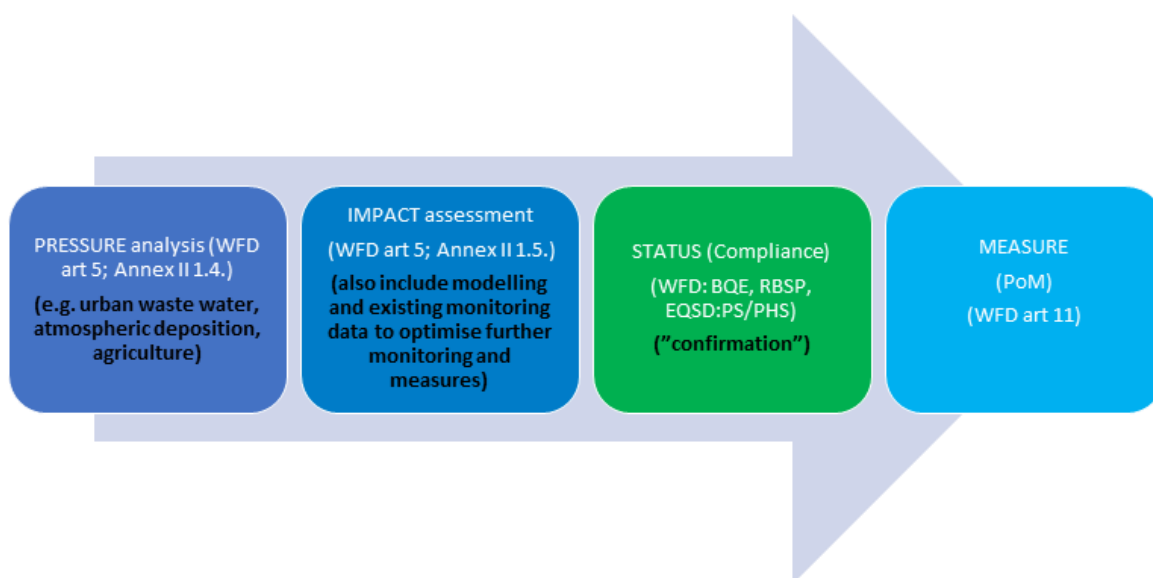 PRESSURE analysis (WFD
art 5; Annex II 1.4.)
(e.g. urban waste water,
atmospheric deposition,
agriculture)
IMPACT assessment
(WFD art 5; Annex II 1.5.)
(also include modelling
and existing monitoring
data to optimise further
monitoring and
measures)
STATUS (Compliance)
(WFD: BQE, RBSP,
EQSD:PS/PHS)
(”confirmation”)
MEASURE
(PoM)
(WFD art 11)